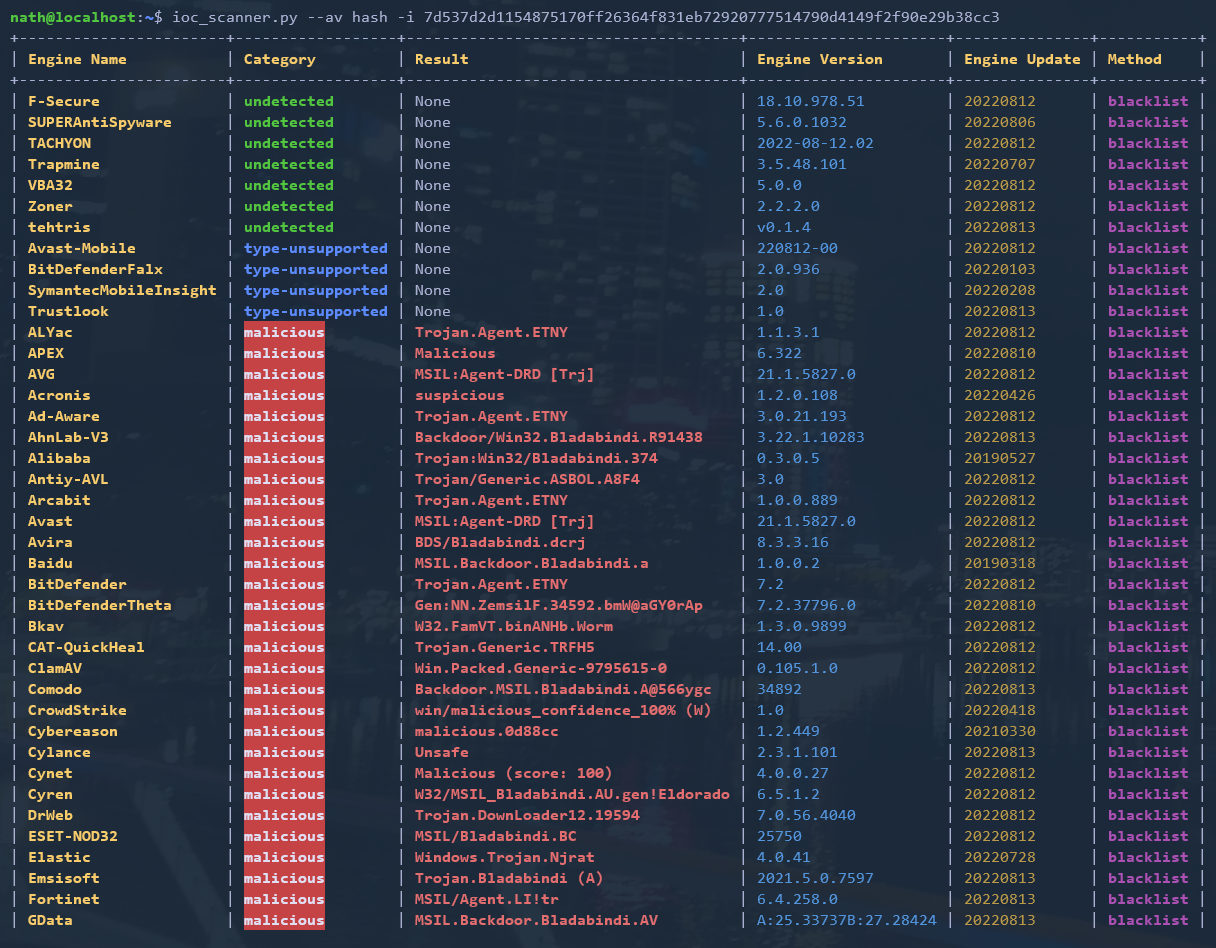 nath@localhost:~$ ioc_scanner.py --av hash -i 7d537d2d1154875170ff26364f831eb72920777514790d4149f2f90e29b38cc3
+-----------------------+------------------+-------------------------------------+----------------------+---------------+-----------+
| Engine Name | Category | Result | Engine Version | Engine Update | Method |
+-----------------------+------------------+-------------------------------------+----------------------+---------------+-----------+
| F-Secure | undetected | None | 18.10.978.51 | 20220812 | blacklist |
| SUPERAntiSpyware | undetected | None | 5.6.0.1032 | 20220806 | blacklist |
| TACHYON | undetected | None | 2022-08-12.02 | 20220812 | blacklist |
| Trapmine | undetected | None | 3.5.48.101 | 20220707 | blacklist |
| VBA32 | undetected | None | 5.0.0 | 20220812 | blacklist |
| Zoner | undetected | None | 2.2.2.0 | 20220812 | blacklist |
| tehtris | undetected | None | v0.1.4 | 20220813 | blacklist |
| Avast-Mobile | type-unsupported | None | 220812-00 | 20220812 | blacklist |
| BitDefenderFalx | type-unsupported | None | 2.0.936 | 20220103 | blacklist |
| SymantecMobileInsight | type-unsupported | None | 2.0 | 20220208 | blacklist |
| Trustlook | type-unsupported | None | 1.0 | 20220813 | blacklist |
| ALYac | malicious | Trojan.Agent.ETNY | 1.1.3.1 | 20220812 | blacklist |
| APEX | malicious | Malicious | 6.322 | 20220810 | blacklist |
| AVG | malicious | MSIL:Agent-DRD [Trj] | 21.1.5827.0 | 20220812 | blacklist |
| Acronis | malicious | suspicious | 1.2.0.108 | 20220426 | blacklist |
| Ad-Aware | malicious | Trojan.Agent.ETNY | 3.0.21.193 | 20220812 | blacklist |
| AhnLab-V3 | malicious | Backdoor/Win32.Bladabindi.R91438 | 3.22.1.10283 | 20220813 | blacklist |
| Alibaba | malicious | Trojan:Win32/Bladabindi.374 | 0.3.0.5 | 20190527 | blacklist |
| Antiy-AVL | malicious | Trojan/Generic.ASBOL.A8F4 | 3.0 | 20220812 | blacklist |
| Arcabit | malicious | Trojan.Agent.ETNY | 1.0.0.889 | 20220812 | blacklist |
| Avast | malicious | MSIL:Agent-DRD [Trj] | 21.1.5827.0 | 20220812 | blacklist |
| Avira | malicious | BDS/Bladabindi.dcrj | 8.3.3.16 | 20220812 | blacklist |
| Baidu | malicious | MSIL.Backdoor.Bladabindi.a | 1.0.0.2 | 20190318 | blacklist |
| BitDefender | malicious | Trojan.Agent.ETNY | 7.2 | 20220812 | blacklist |
| BitDefenderTheta | malicious | Gen:NN.ZemsilF.34592.bmW@aGY0rAp | 7.2.37796.0 | 20220810 | blacklist |
| Bkav | malicious | W32.FamVT.binANHb.Worm | 1.3.0.9899 | 20220812 | blacklist |
| CAT-QuickHeal | malicious | Trojan.Generic.TRFH5 | 14.00 | 20220812 | blacklist |
| ClamAV | malicious | Win.Packed.Generic-9795615-0 | 0.105.1.0 | 20220812 | blacklist |
| Comodo | malicious | Backdoor.MSIL.Bladabindi.A@566ygc | 34892 | 20220813 | blacklist |
| CrowdStrike | malicious | win/malicious_confidence_100% (W) | 1.0 | 20220418 | blacklist |
| Cybereason | malicious | malicious.0d88cc | 1.2.449 | 20210330 | blacklist |
| Cylance | malicious | Unsafe | 2.3.1.101 | 20220813 | blacklist |
| Cynet | malicious | Malicious (score: 100) | 4.0.0.27 | 20220812 | blacklist |
| Cyren | malicious | W32/MSIL_Bladabindi.AU.gen!Eldorado | 6.5.1.2 | 20220812 | blacklist |
| DrWeb | malicious | Trojan.DownLoader12.19594 | 7.0.56.4040 | 20220812 | blacklist |
| ESET-NOD32 | malicious | MSIL/Bladabindi.BC | 25750 | 20220812 | blacklist |
| Elastic | malicious | Windows.Trojan.Njrat | 4.0.41 | 20220728 | blacklist |
| Emsisoft | malicious | Trojan.Bladabindi (A) | 2021.5.0.7597 | 20220813 | blacklist |
| Fortinet | malicious | MSIL/Agent.LI!tr | 6.4.258.0 | 20220813 | blacklist |
| GData | malicious | MSIL.Backdoor.Bladabindi.AV | A:25.33737B:27.28424 | 20220813 | blacklist |